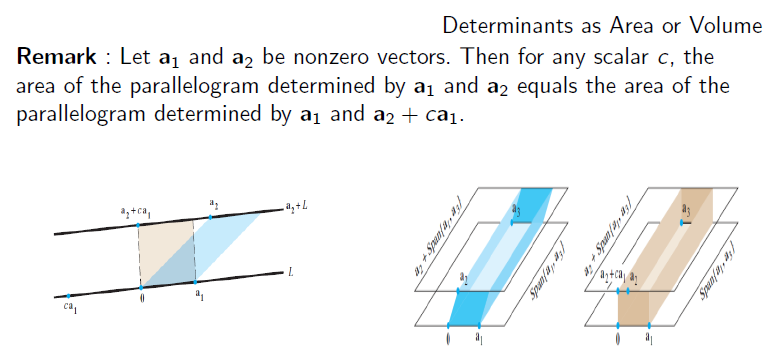 Determinants as Area or Volume
Remark : Let a₁ and a₂ be nonzero vectors. Then for any scalar c, the
area of the parallelogram determined by a₁ and a₂ equals the area of the
parallelogram determined by a₁ and a₂ + ca₁.
a₂+ca₁
a₂
a₂+L
L
ca₁
0
a₁
a₂ + Span{a₁, a₃}
a₃
a₂
Span{a₁, a₃}
0
a₁
a₂ + Span{a₁, a₃}
a₃
a₂+ca₁ a₂
Span{a₁, a₃}
0
a₁